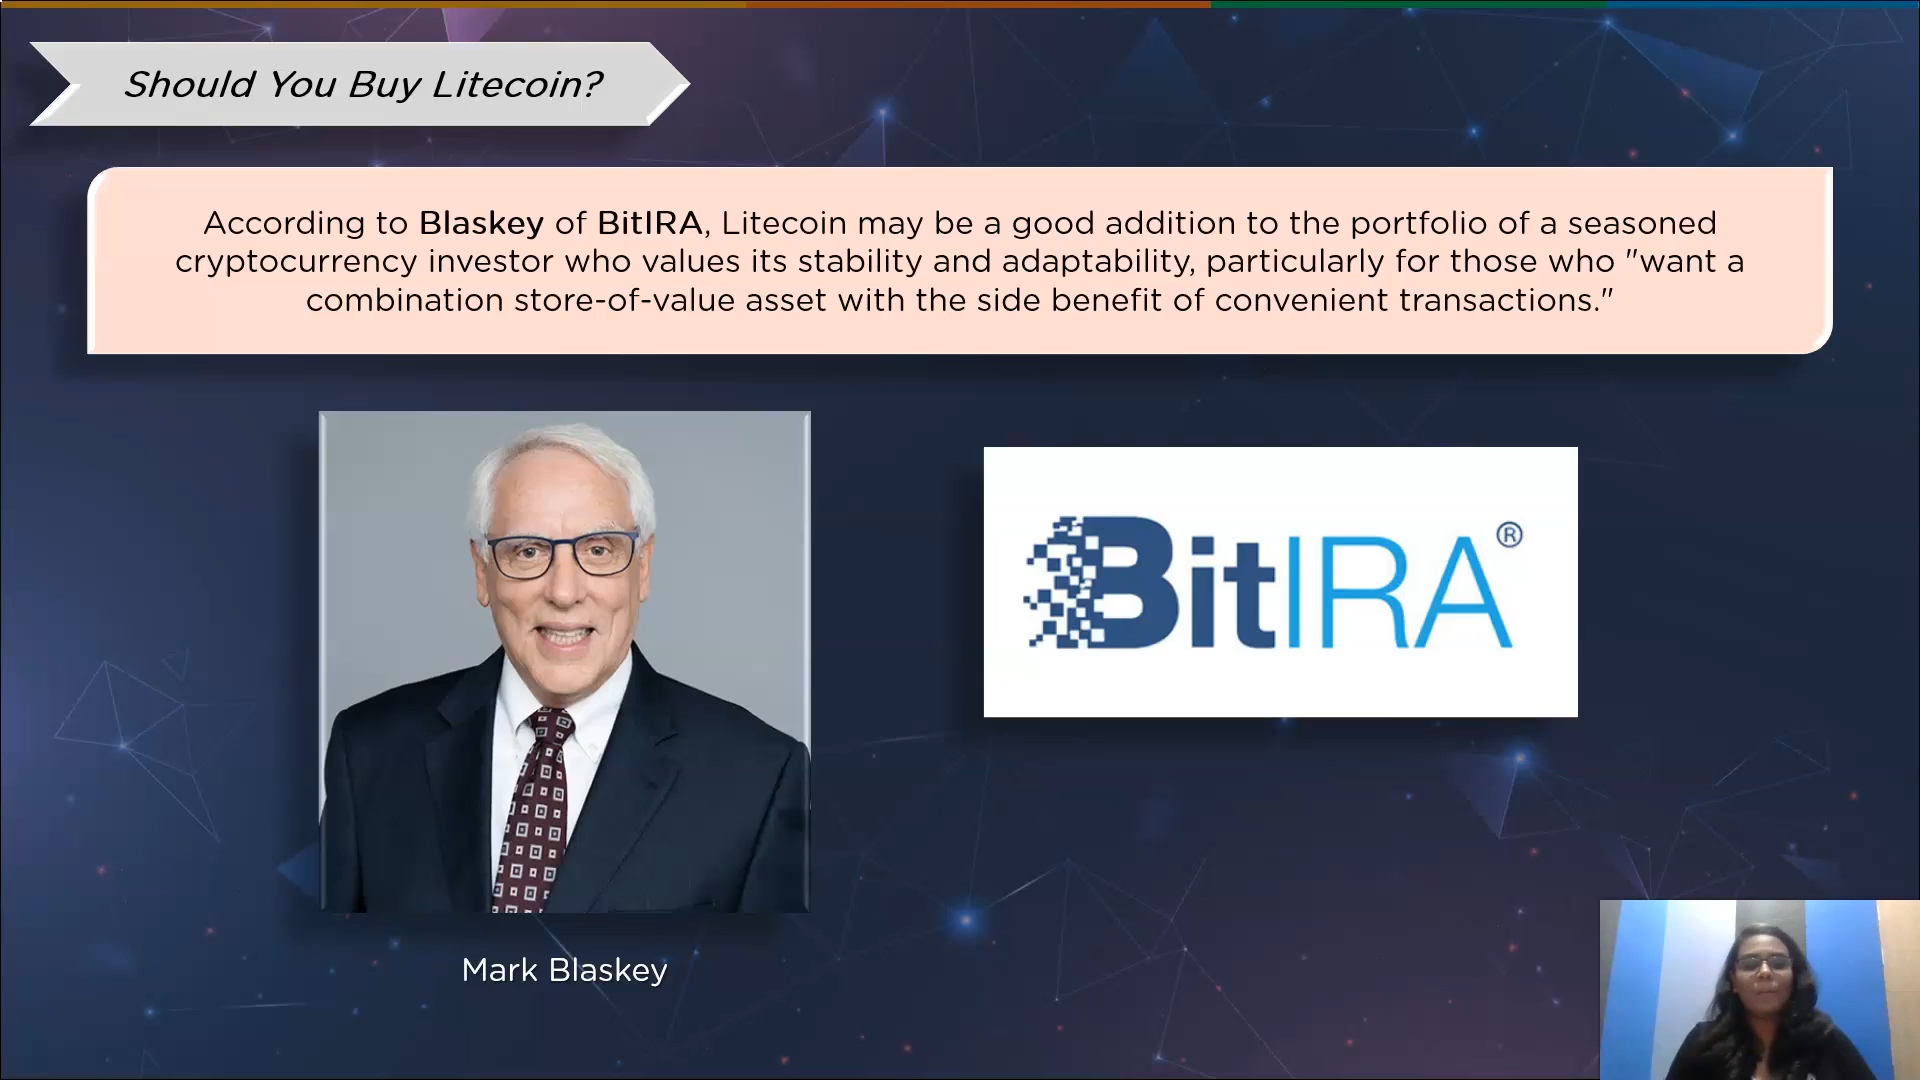 Should You Buy Litecoin?
According to Blaskey of BitIRA, Litecoin may be a good addition to the portfolio of a seasoned
cryptocurrency investor who values its stability and adaptability, particularly for those who "want a
combination store-of-value asset with the side benefit of convenient transactions."
BitIRA®
Mark Blaskey